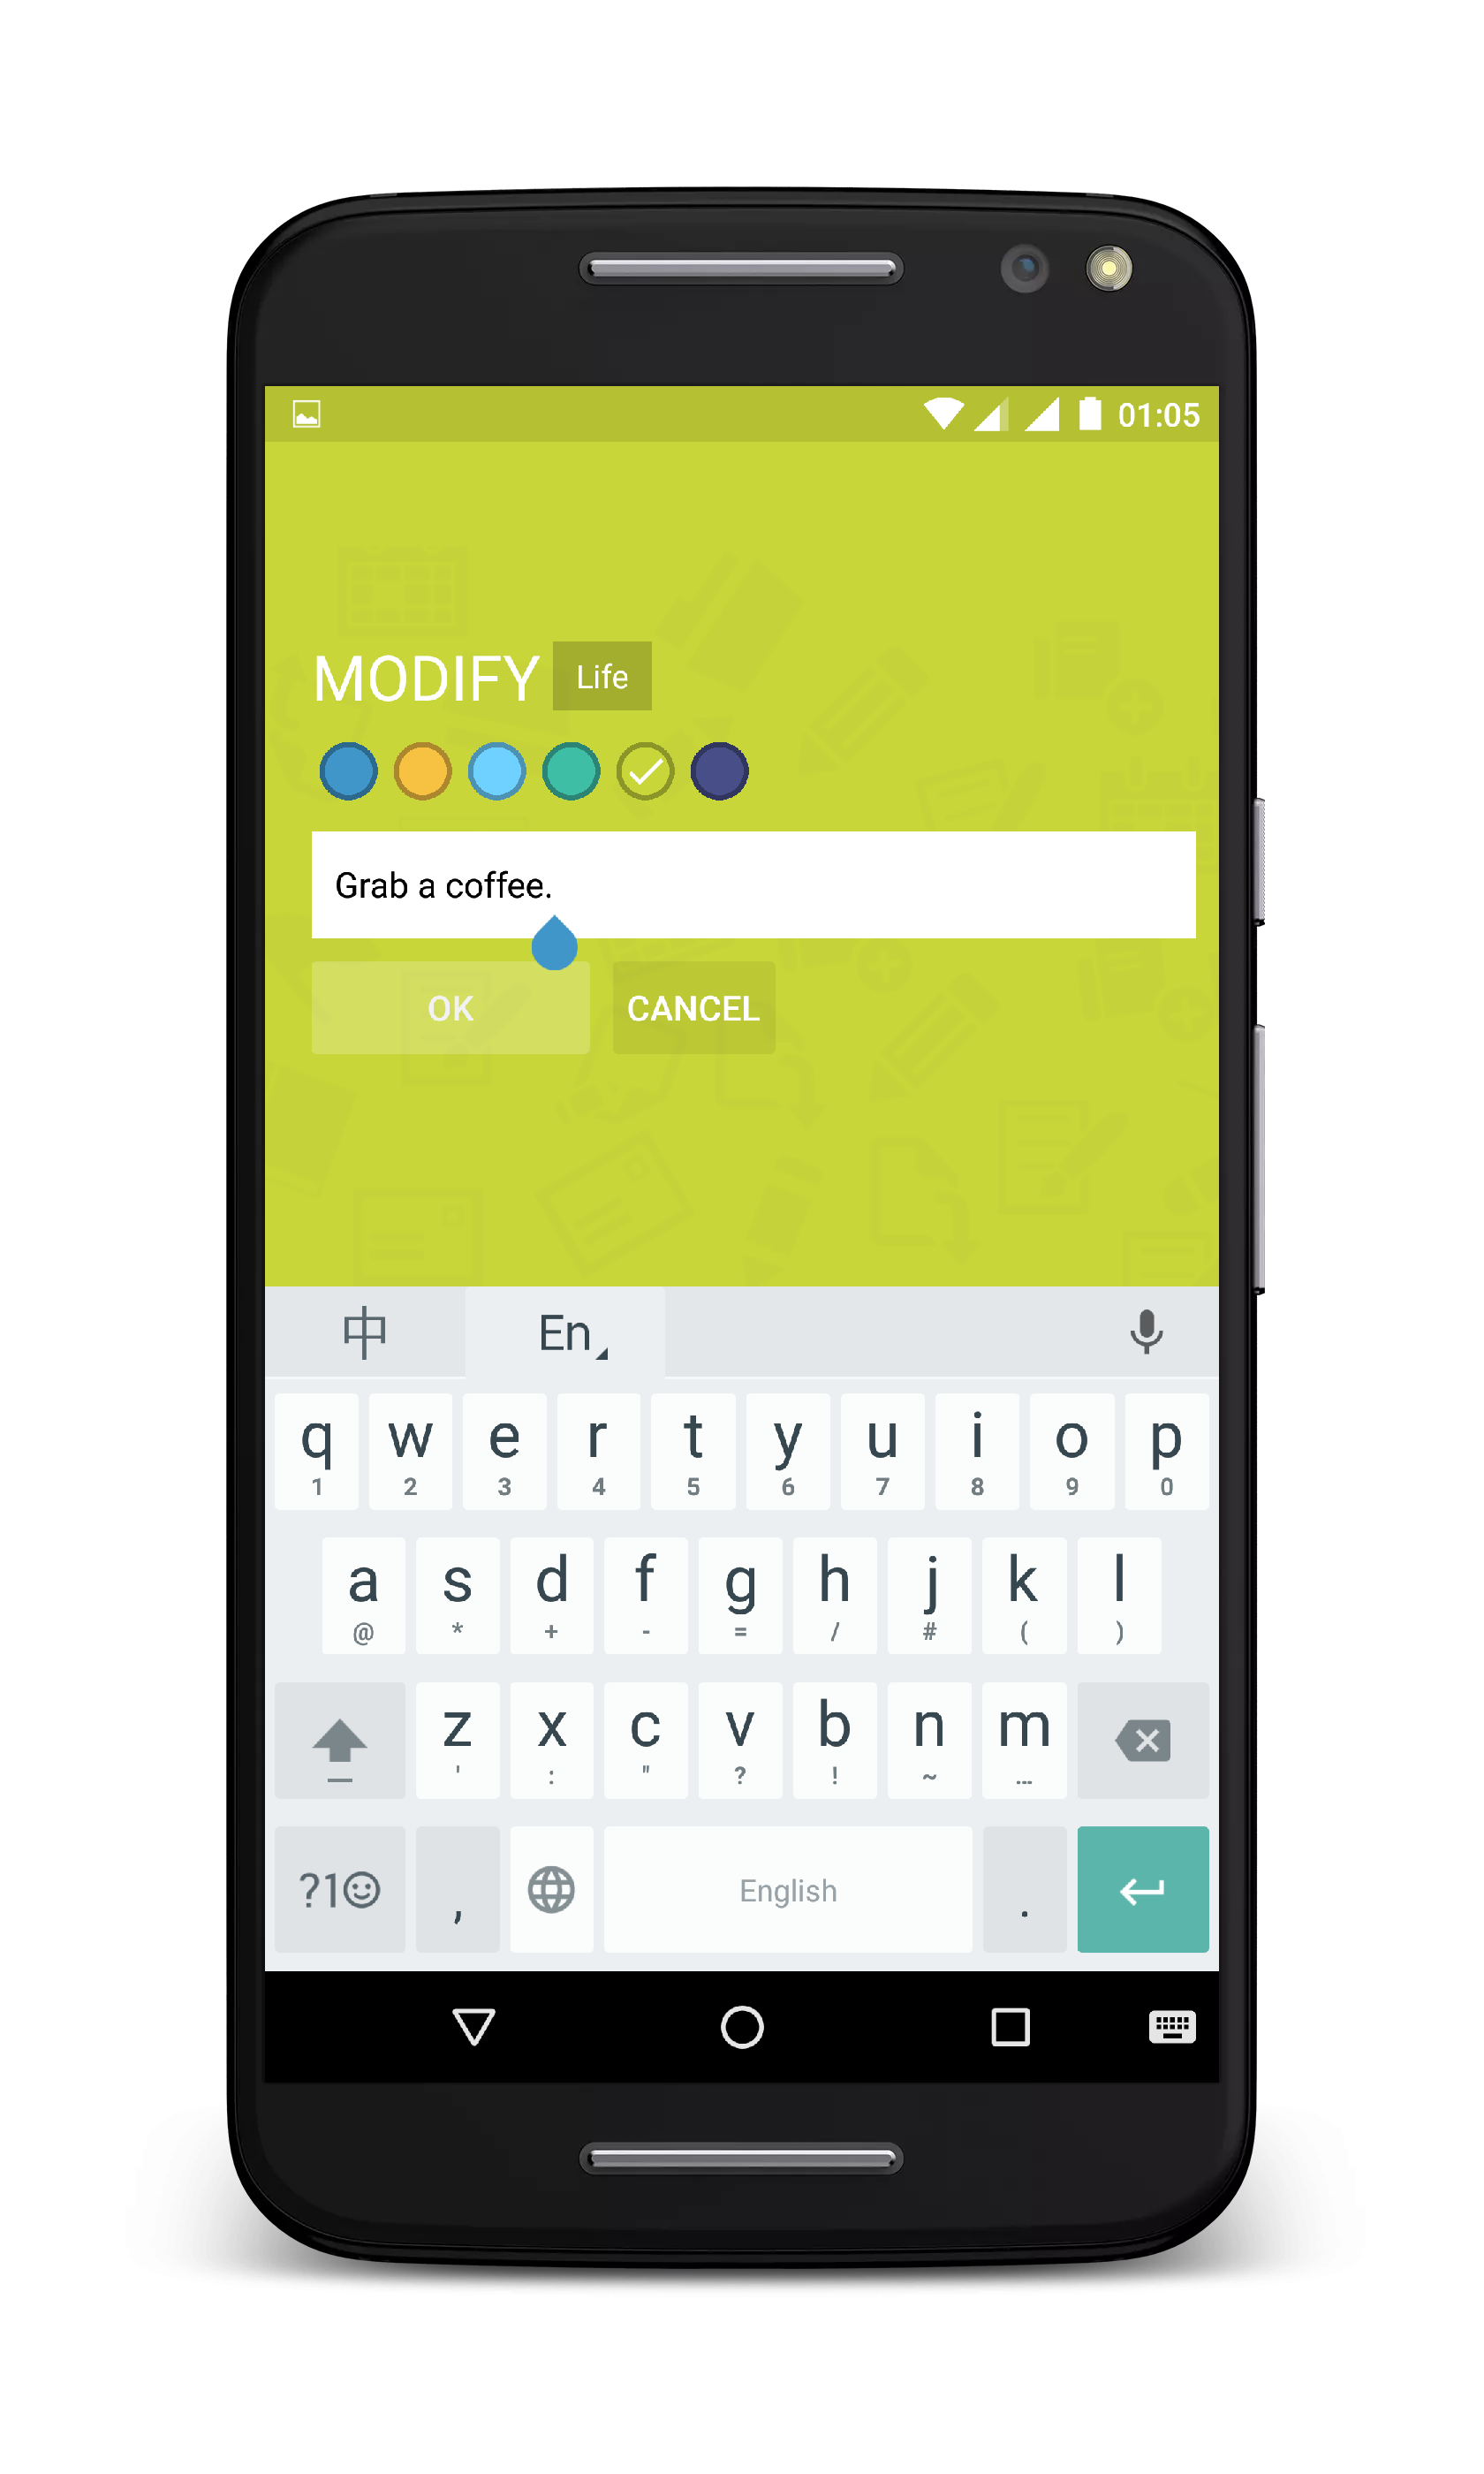 01:05
MODIFY Life
Grab a coffee.
OK CANCEL
中 En
q w e r t y u i o p
1 2 3 4 5 6 7 8 9 0
a s d f g h j k l
@ * + - = / # ( )
z x c v b n m
' : " ? ! ~ ...
?1☺ , English .